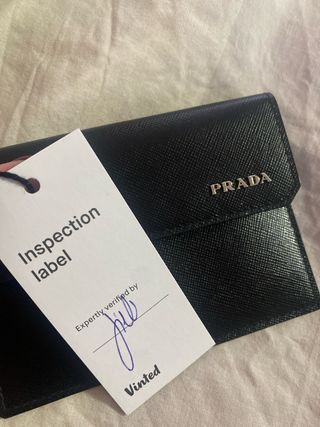 PRADA
Inspection
label
Expertly verified by
Vinted